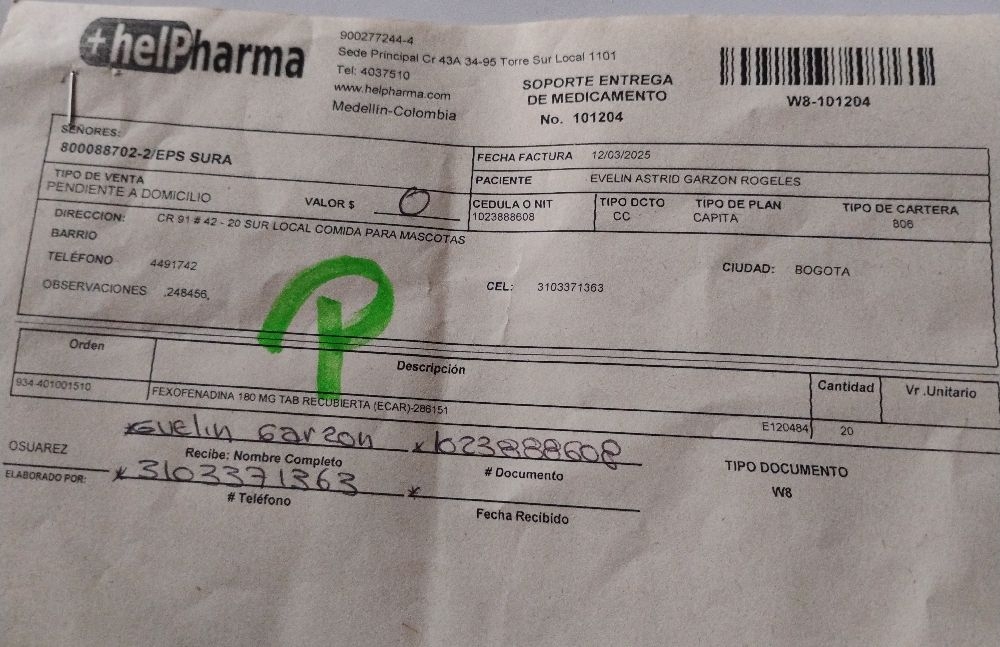 +helPharma
900277244-4
Sede Principal Cr 43A 34-95 Torre Sur Local 1101
Tel: 4037510
www.helpharma.com
Medellín-Colombia
SOPORTE ENTREGA
DE MEDICAMENTO
No. 101204
W8-101204
SEÑORES:
800088702-2/EPS SURA
TIPO DE VENTA
PENDIENTE A DOMICILIO
VALOR $ 0
FECHA FACTURA 12/03/2025
PACIENTE EVELIN ASTRID GARZON ROGELES
CEDULA O NIT TIPO DCTO TIPO DE PLAN TIPO DE CARTERA
1023888608 CC CAPITA 806
DIRECCION: CR 91 # 42 - 20 SUR LOCAL COMIDA PARA MASCOTAS
BARRIO
TELÉFONO 4491742
CIUDAD: BOGOTA
OBSERVACIONES ,248456,
CEL: 3103371363
P
Orden Descripción Cantidad Vr .Unitario
934-401001510 FEXOFENADINA 180 MG TAB RECUBIERTA (ECAR)-286151 E120484 20
OSUAREZ
x Evelin Garzon x 1023888608
Recibe: Nombre Completo # Documento
TIPO DOCUMENTO
W8
ELABORADO POR: x 3103371363 x
# Teléfono Fecha Recibido